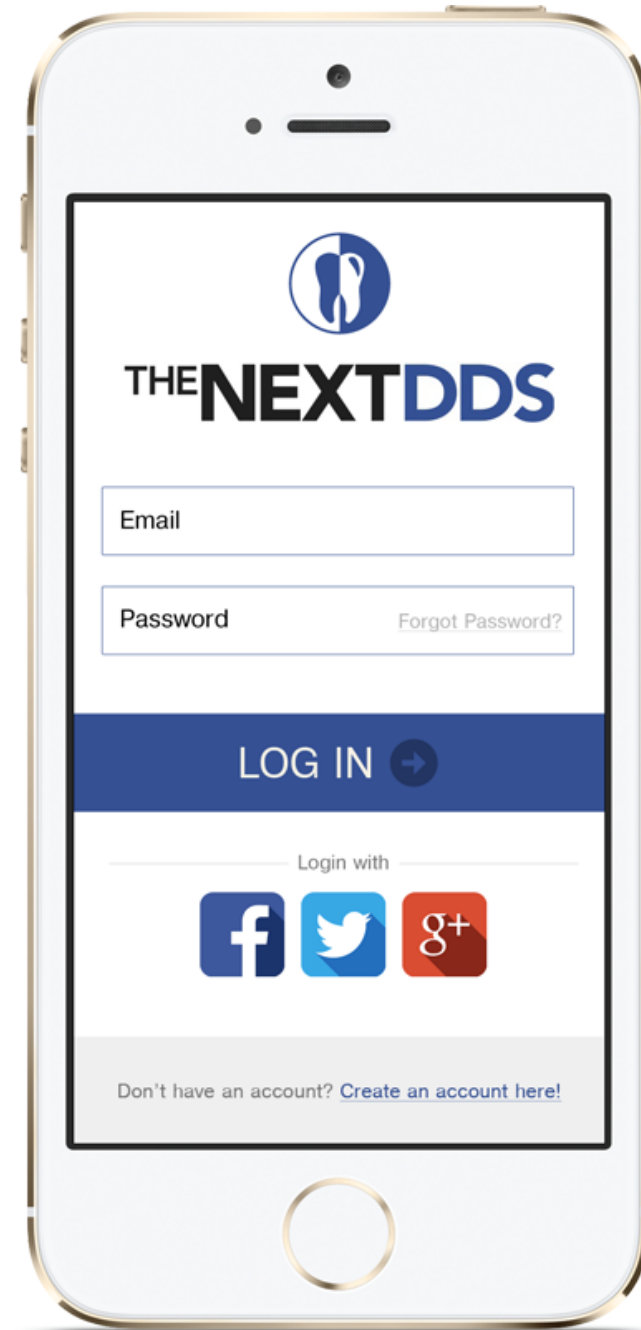 THENEXTDDS
Email
Password Forgot Password?
LOG IN
Login with
f g+
Don't have an account? Create an account here!